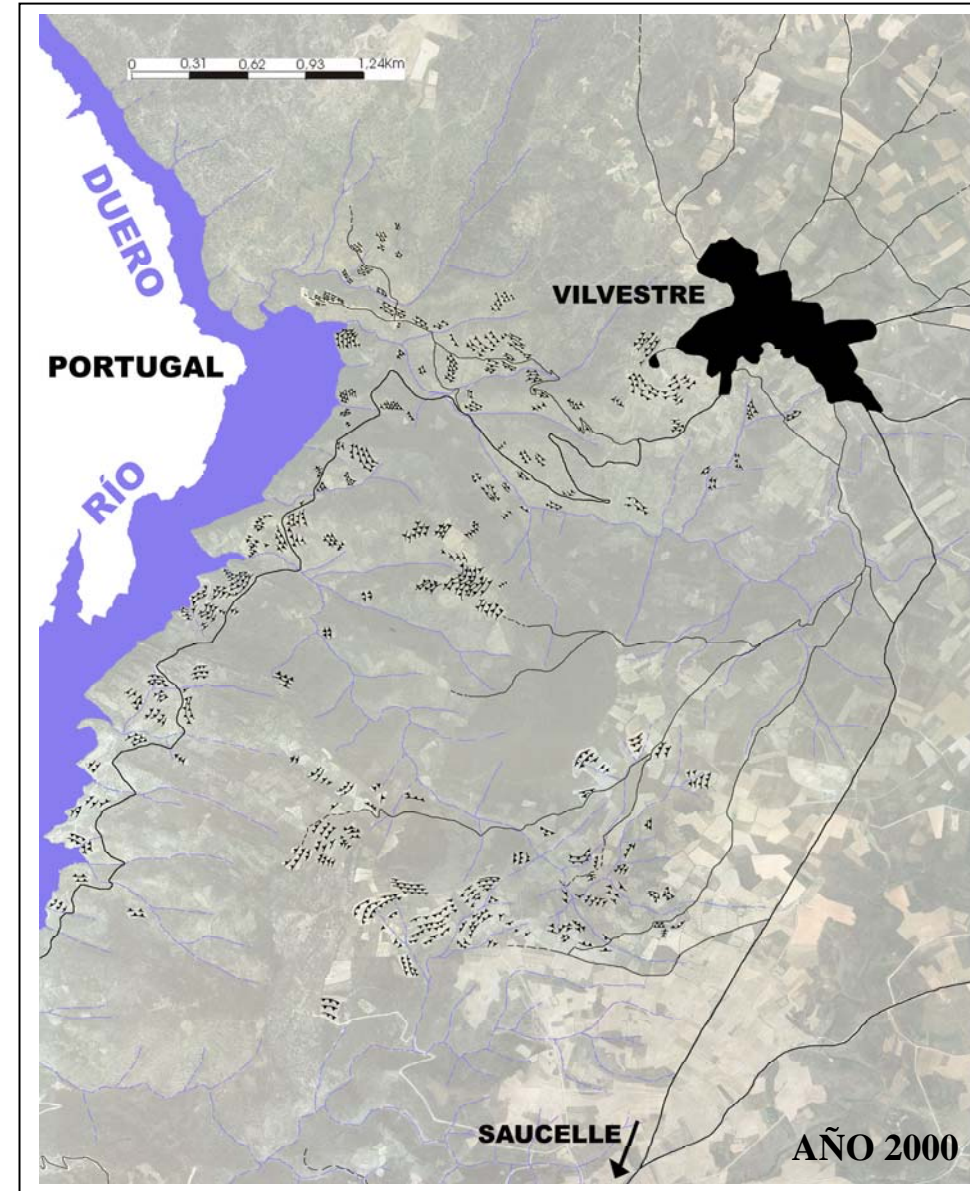 0 0,31 0,62 0,93 1,24Km
DUERO
VILVESTRE
PORTUGAL
RÍO
SAUCELLE
AÑO 2000